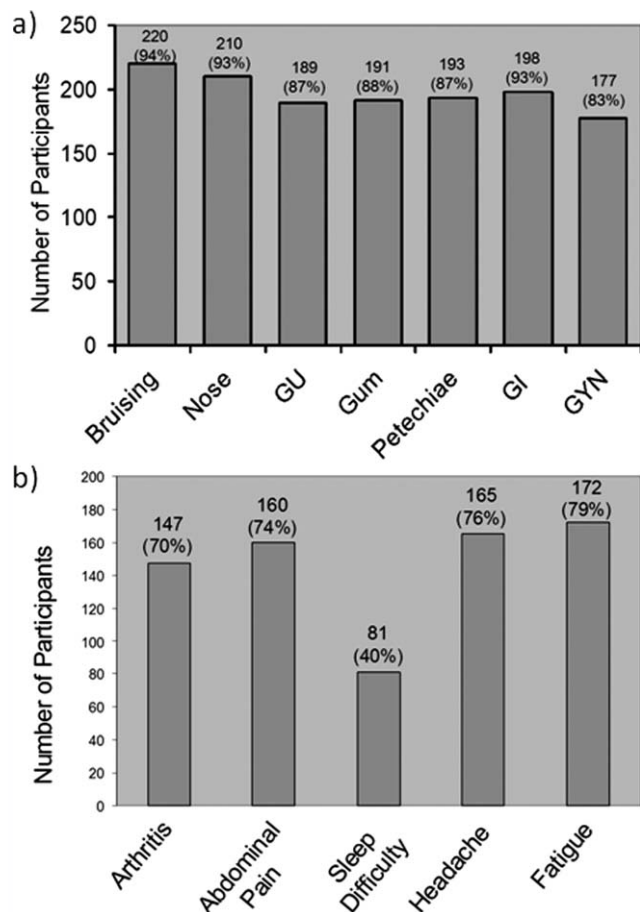 a)
Number of Participants
250
200
150
100
50
0
220
(94%)
210
(93%)
189
(87%)
191
(88%)
193
(87%)
198
(93%)
177
(83%)
Bruising
Nose
GU
Gum
Petechiae
GI
GYN
b)
Number of Participants
200
180
160
140
120
100
80
60
40
20
0
147
(70%)
160
(74%)
81
(40%)
165
(76%)
172
(79%)
Arthritis
Abdominal
Pain
Sleep
Difficulty
Headache
Fatigue